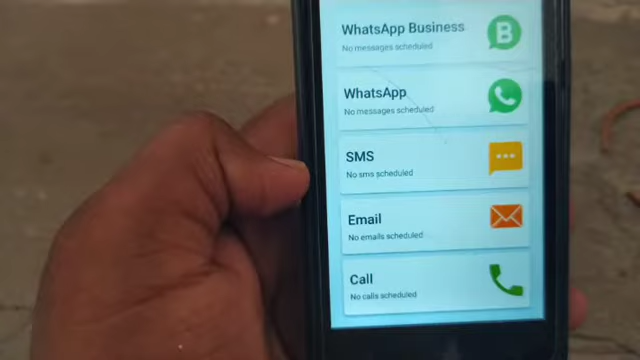 WhatsApp Business
No messages scheduled
WhatsApp
No messages scheduled
SMS
No sms scheduled
Email
No emails scheduled
Call
No calls scheduled